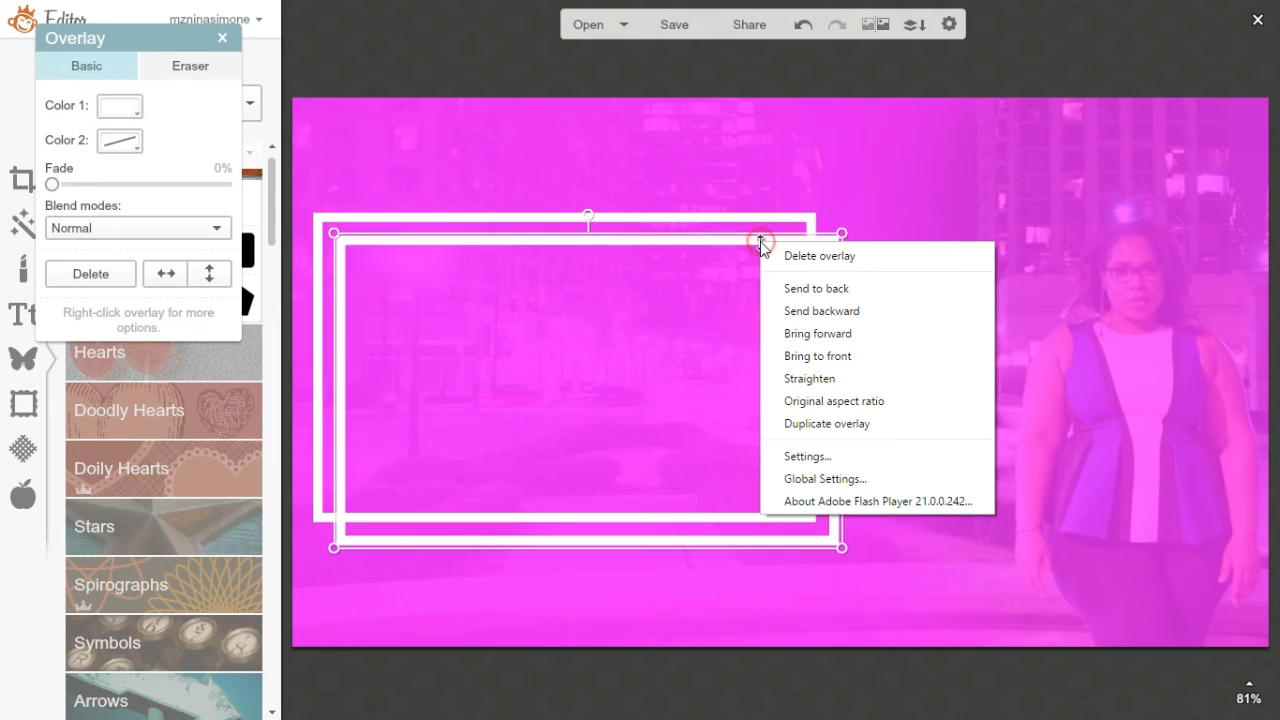 Editor
mzninasimone
Open
Save
Share
Overlay
Basic
Eraser
Color 1:
Color 2:
Fade
0%
Blend modes:
Normal
Delete
Right-click overlay for more
options.
Tt
Hearts
Doodly Hearts
Doily Hearts
Stars
Spirographs
Symbols
Arrows
Delete overlay
Send to back
Send backward
Bring forward
Bring to front
Straighten
Original aspect ratio
Duplicate overlay
Settings...
Global Settings...
About Adobe Flash Player 21.0.0.242...
81%